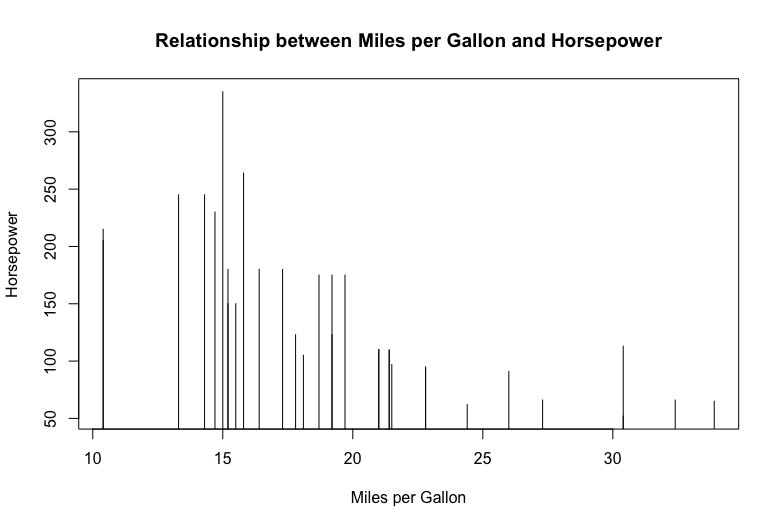 Relationship between Miles per Gallon and Horsepower
Horsepower
300
250
200
150
100
50
10 15 20 25 30
Miles per Gallon